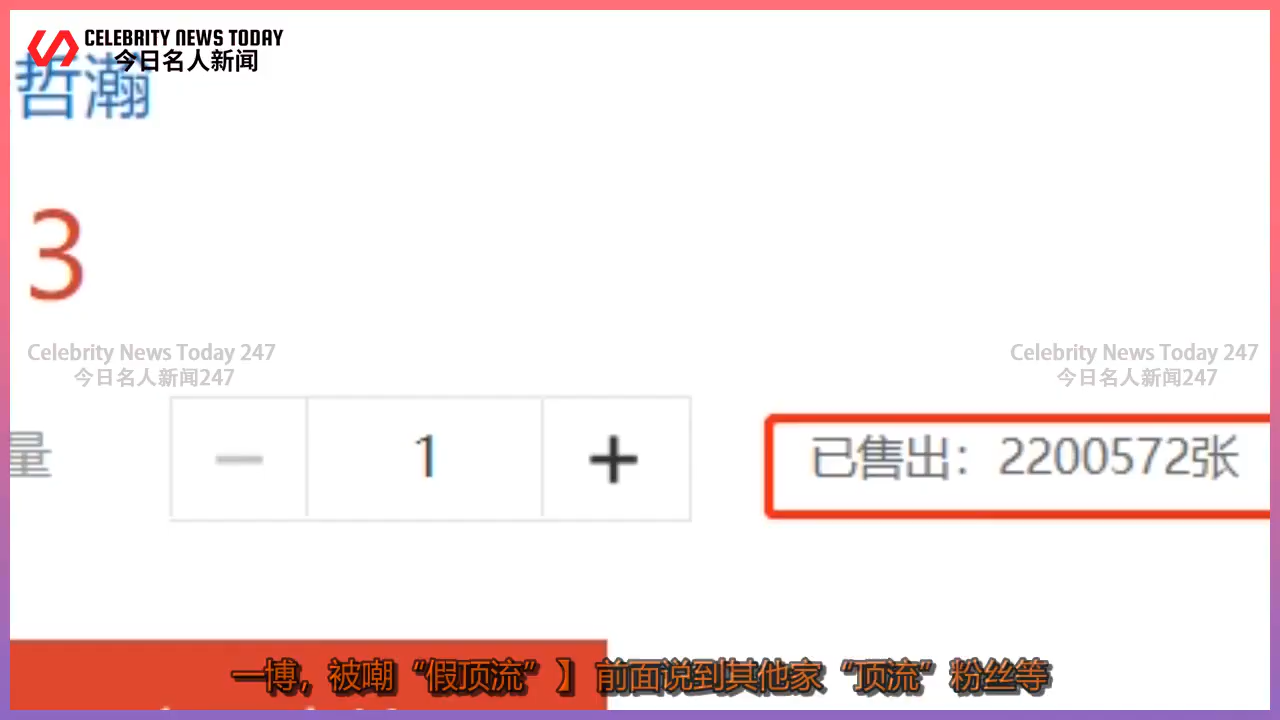 CELEBRITY NEWS TODAY
今日名人新闻
哲瀚
3
Celebrity News Today 247
今日名人新闻247
Celebrity News Today 247
今日名人新闻247
量
1
已售出：2200572张
一博，被嘲“假顶流”】前面说到其他家“顶流”粉丝等